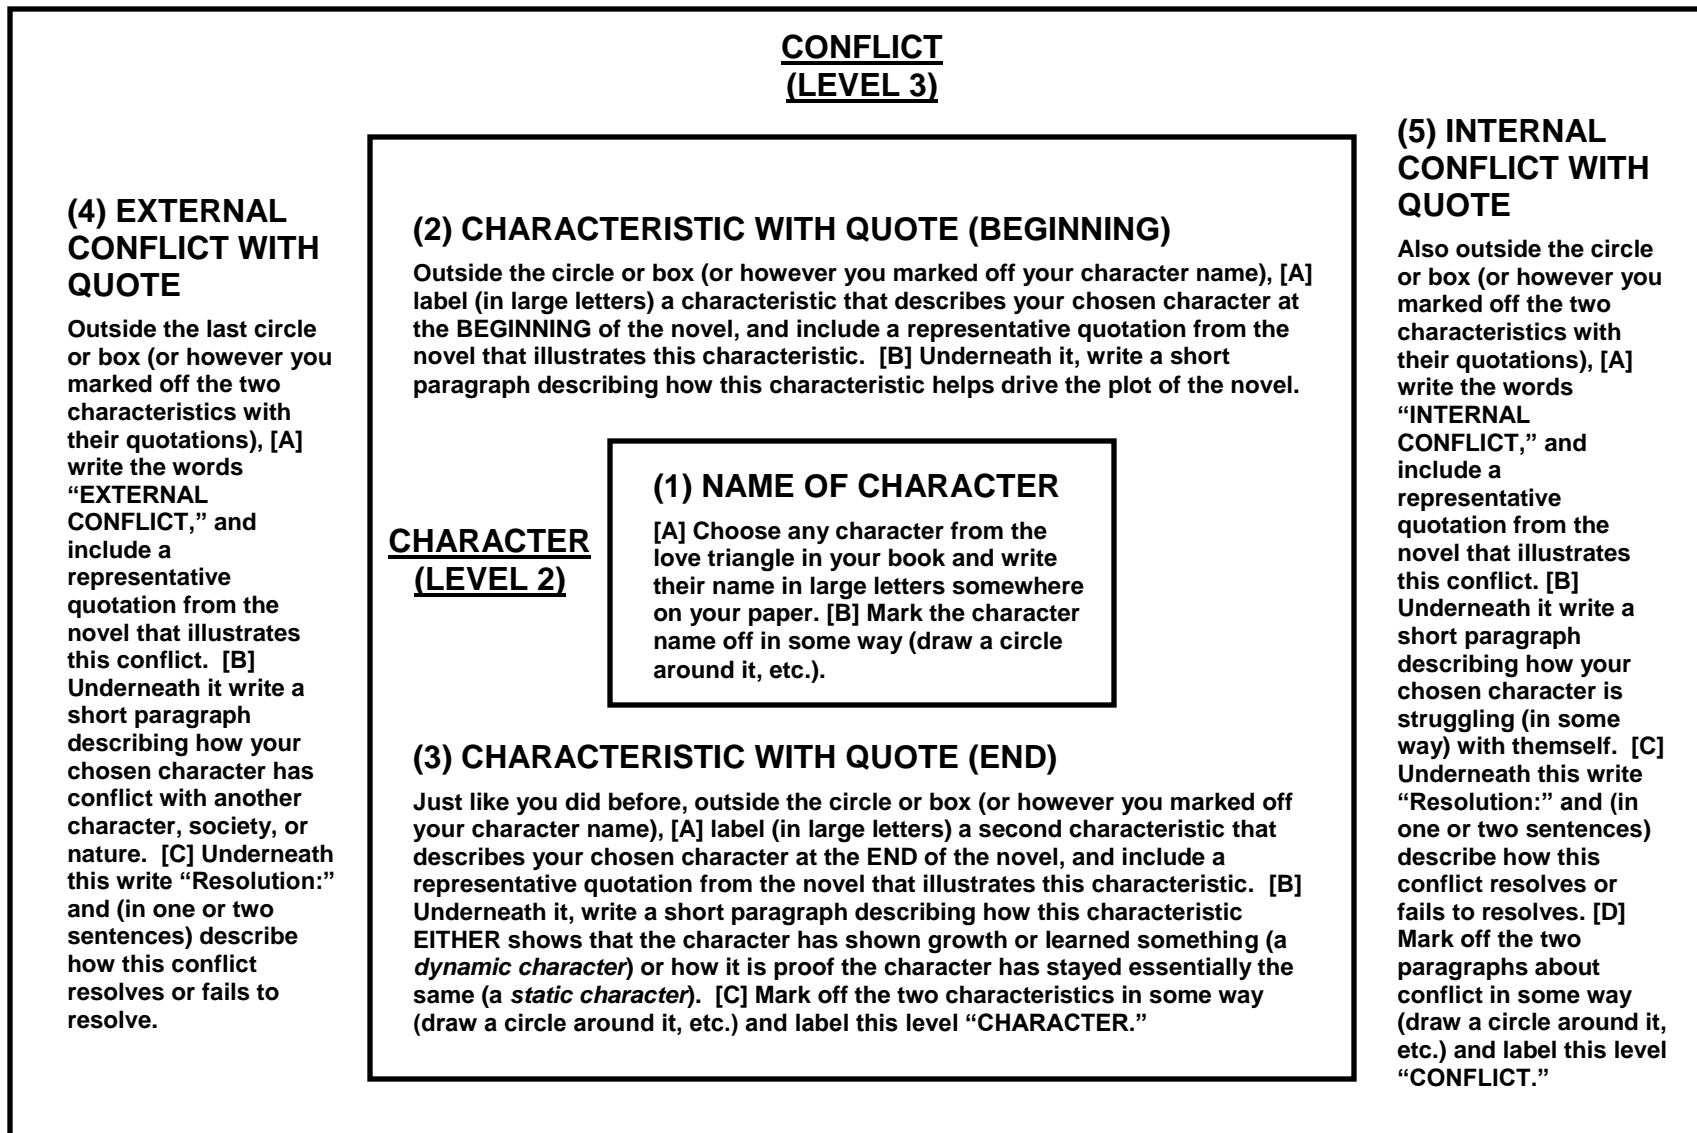 CONFLICT
(LEVEL 3)
(4) EXTERNAL
CONFLICT WITH
QUOTE
Outside the last circle
or box (or however you
marked off the two
characteristics with
their quotations), [A]
write the words
“EXTERNAL
CONFLICT,” and
include a
representative
quotation from the
novel that illustrates
this conflict.  [B]
Underneath it write a
short paragraph
describing how your
chosen character has
conflict with another
character, society, or
nature.  [C] Underneath
this write “Resolution:”
and (in one or two
sentences) describe
how this conflict
resolves or fails to
resolve.
(2) CHARACTERISTIC WITH QUOTE (BEGINNING)
Outside the circle or box (or however you marked off your character name), [A]
label (in large letters) a characteristic that describes your chosen character at
the BEGINNING of the novel, and include a representative quotation from the
novel that illustrates this characteristic.  [B] Underneath it, write a short
paragraph describing how this characteristic helps drive the plot of the novel.
CHARACTER
(LEVEL 2)
(1) NAME OF CHARACTER
[A] Choose any character from the
love triangle in your book and write
their name in large letters somewhere
on your paper. [B] Mark the character
name off in some way (draw a circle
around it, etc.).
(3) CHARACTERISTIC WITH QUOTE (END)
Just like you did before, outside the circle or box (or however you marked off
your character name), [A] label (in large letters) a second characteristic that
describes your chosen character at the END of the novel, and include a
representative quotation from the novel that illustrates this characteristic.  [B]
Underneath it, write a short paragraph describing how this characteristic
EITHER shows that the character has shown growth or learned something (a
dynamic character) or how it is proof the character has stayed essentially the
same (a static character).  [C] Mark off the two characteristics in some way
(draw a circle around it, etc.) and label this level “CHARACTER.”
(5) INTERNAL
CONFLICT WITH
QUOTE
Also outside the circle
or box (or however you
marked off the two
characteristics with
their quotations), [A]
write the words
“INTERNAL
CONFLICT,” and
include a
representative
quotation from the
novel that illustrates
this conflict. [B]
Underneath it write a
short paragraph
describing how your
chosen character is
struggling (in some
way) with themself.  [C]
Underneath this write
“Resolution:” and (in
one or two sentences)
describe how this
conflict resolves or
fails to resolves. [D]
Mark off the two
paragraphs about
conflict in some way
(draw a circle around it,
etc.) and label this level
“CONFLICT.”